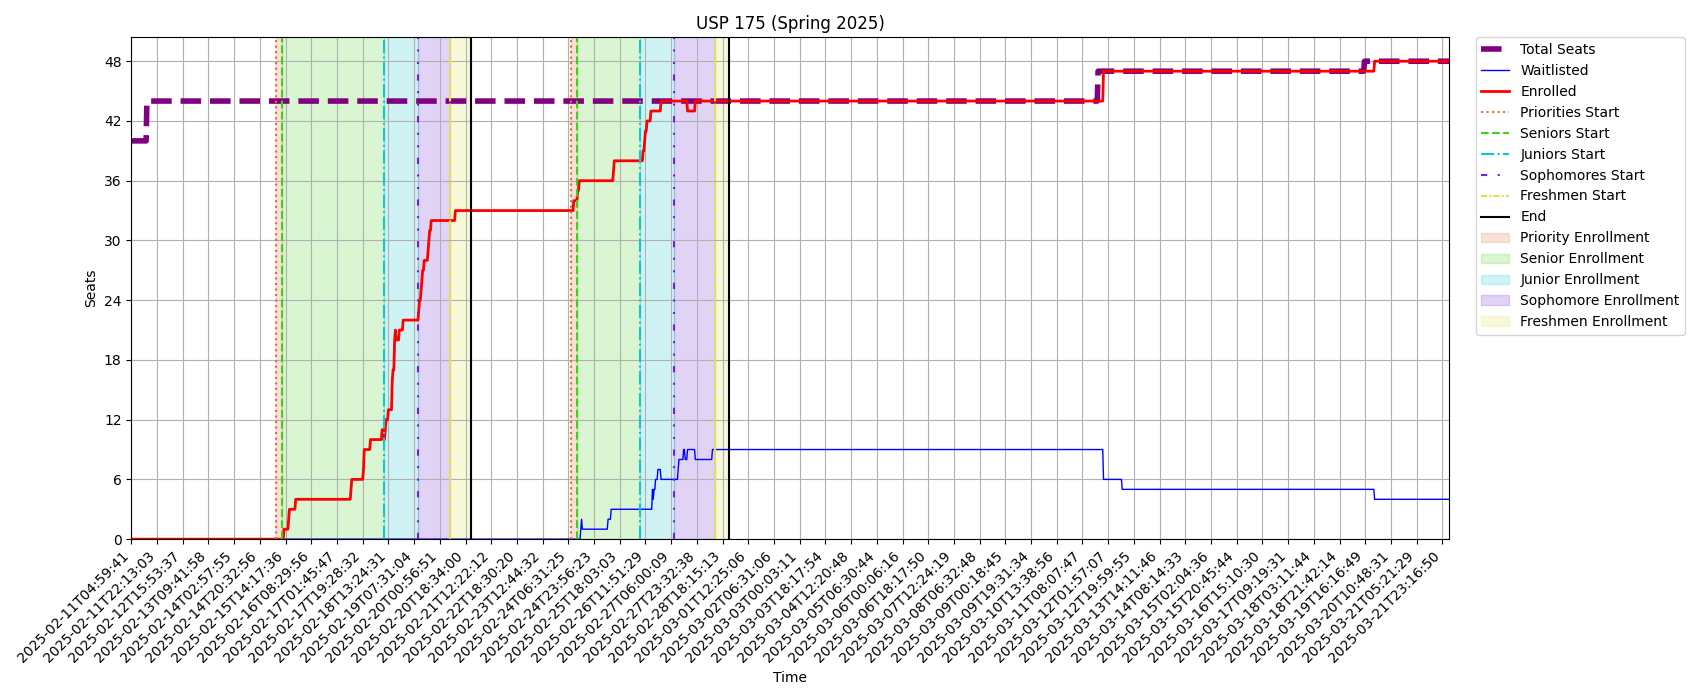 USP 175 (Spring 2025)
Seats
48
42
36
30
24
18
12
6
0
2025-02-11T04:59:41
2025-02-11T22:13:03
2025-02-12T15:53:37
2025-02-13T09:41:58
2025-02-14T02:57:55
2025-02-14T20:32:56
2025-02-15T14:17:36
2025-02-16T08:29:56
2025-02-17T01:45:47
2025-02-17T19:28:32
2025-02-18T13:24:31
2025-02-19T07:31:04
2025-02-20T00:56:51
2025-02-20T18:34:00
2025-02-21T12:22:12
2025-02-22T18:30:20
2025-02-23T12:44:32
2025-02-24T06:31:25
2025-02-24T23:56:23
2025-02-25T18:03:03
2025-02-26T11:51:29
2025-02-27T06:00:09
2025-02-27T23:32:38
2025-02-28T18:15:13
2025-03-01T12:25:06
2025-03-02T06:31:06
2025-03-03T00:03:11
2025-03-03T18:17:54
2025-03-04T12:20:48
2025-03-05T06:30:44
2025-03-06T00:06:16
2025-03-06T18:17:50
2025-03-07T12:24:19
2025-03-08T06:32:48
2025-03-09T00:18:45
2025-03-09T19:31:34
2025-03-10T13:38:56
2025-03-11T08:07:47
2025-03-12T01:57:07
2025-03-12T19:59:55
2025-03-13T14:11:46
2025-03-14T08:14:33
2025-03-15T02:04:36
2025-03-15T20:45:44
2025-03-16T15:10:30
2025-03-17T09:19:31
2025-03-18T03:11:44
2025-03-18T21:42:14
2025-03-19T16:16:49
2025-03-20T10:48:31
2025-03-21T05:21:29
2025-03-21T23:16:50
Time
Total Seats
Waitlisted
Enrolled
Priorities Start
Seniors Start
Juniors Start
Sophomores Start
Freshmen Start
End
Priority Enrollment
Senior Enrollment
Junior Enrollment
Sophomore Enrollment
Freshmen Enrollment